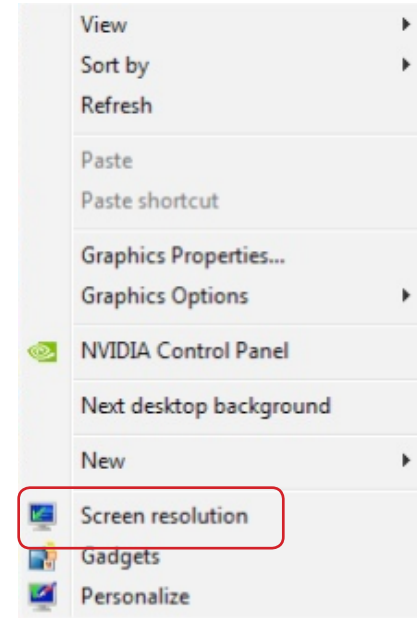 View
Sort by
Refresh
Paste
Paste shortcut
Graphics Properties...
Graphics Options
NVIDIA Control Panel
Next desktop background
New
Screen resolution
Gadgets
Personalize